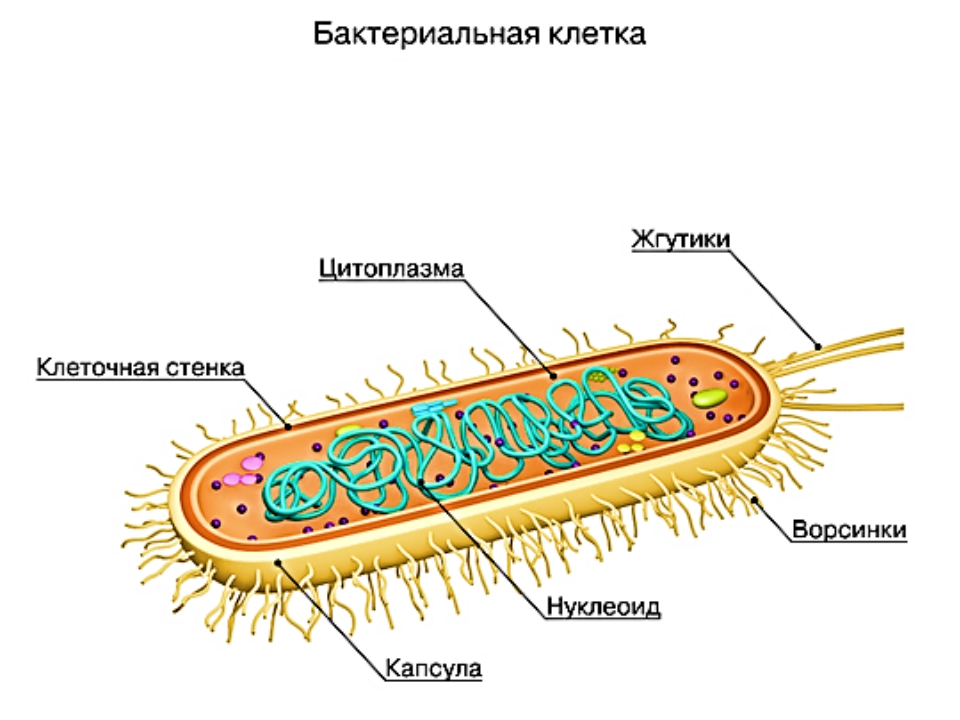 Бактериальная клетка
Жгутики
Цитоплазма
Клеточная стенка
Ворсинки
Нуклеоид
Капсула